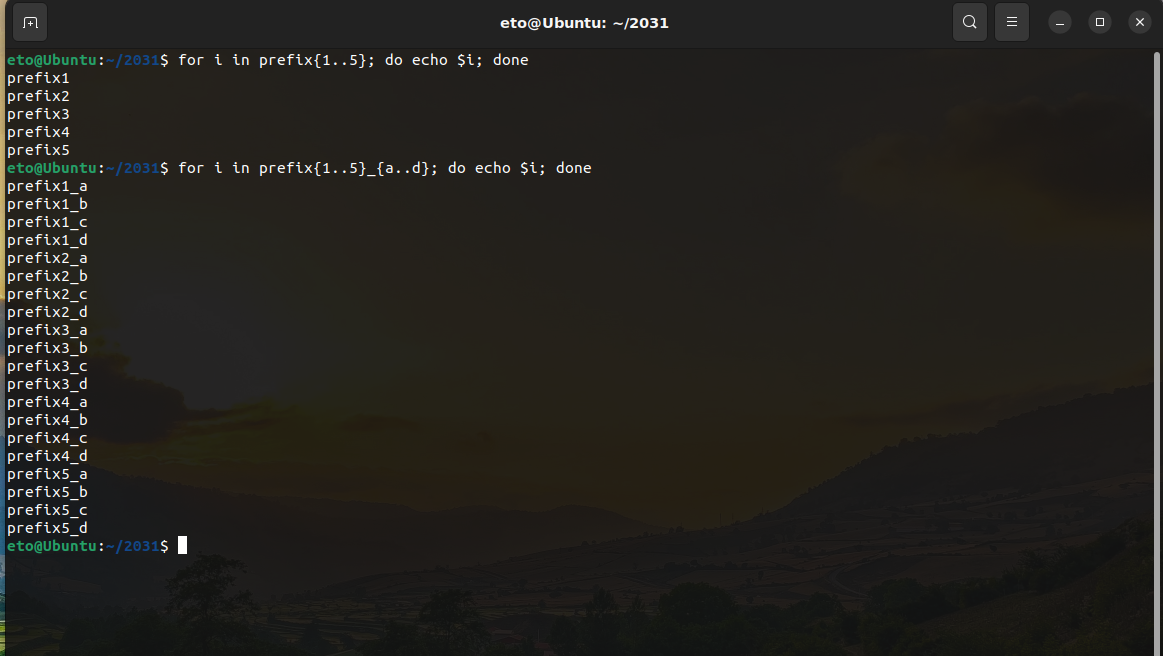 eto@Ubuntu: ~/2031
eto@Ubuntu:~/2031$ for i in prefix{1..5}; do echo $i; done
prefix1
prefix2
prefix3
prefix4
prefix5
eto@Ubuntu:~/2031$ for i in prefix{1..5}_{a..d}; do echo $i; done
prefix1_a
prefix1_b
prefix1_c
prefix1_d
prefix2_a
prefix2_b
prefix2_c
prefix2_d
prefix3_a
prefix3_b
prefix3_c
prefix3_d
prefix4_a
prefix4_b
prefix4_c
prefix4_d
prefix5_a
prefix5_b
prefix5_c
prefix5_d
eto@Ubuntu:~/2031$